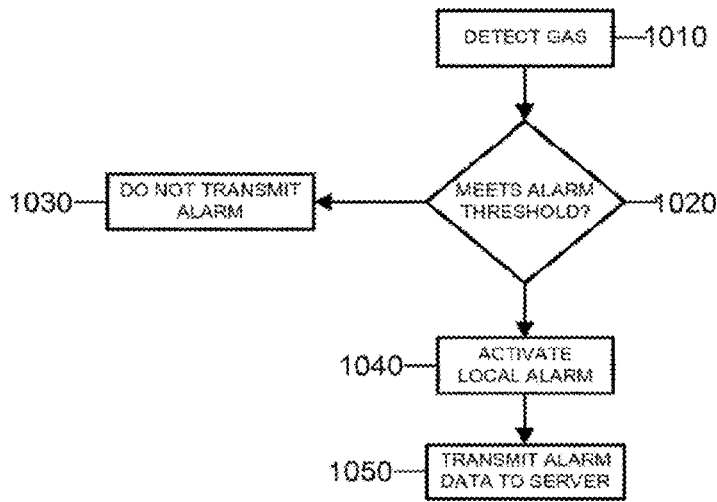 DETECT GAS
1010
MEETS ALARM
THRESHOLD?
1020
DO NOT TRANSMIT
ALARM
1030
ACTIVATE
LOCAL ALARM
1040
TRANSMIT ALARM
DATA TO SERVER
1050